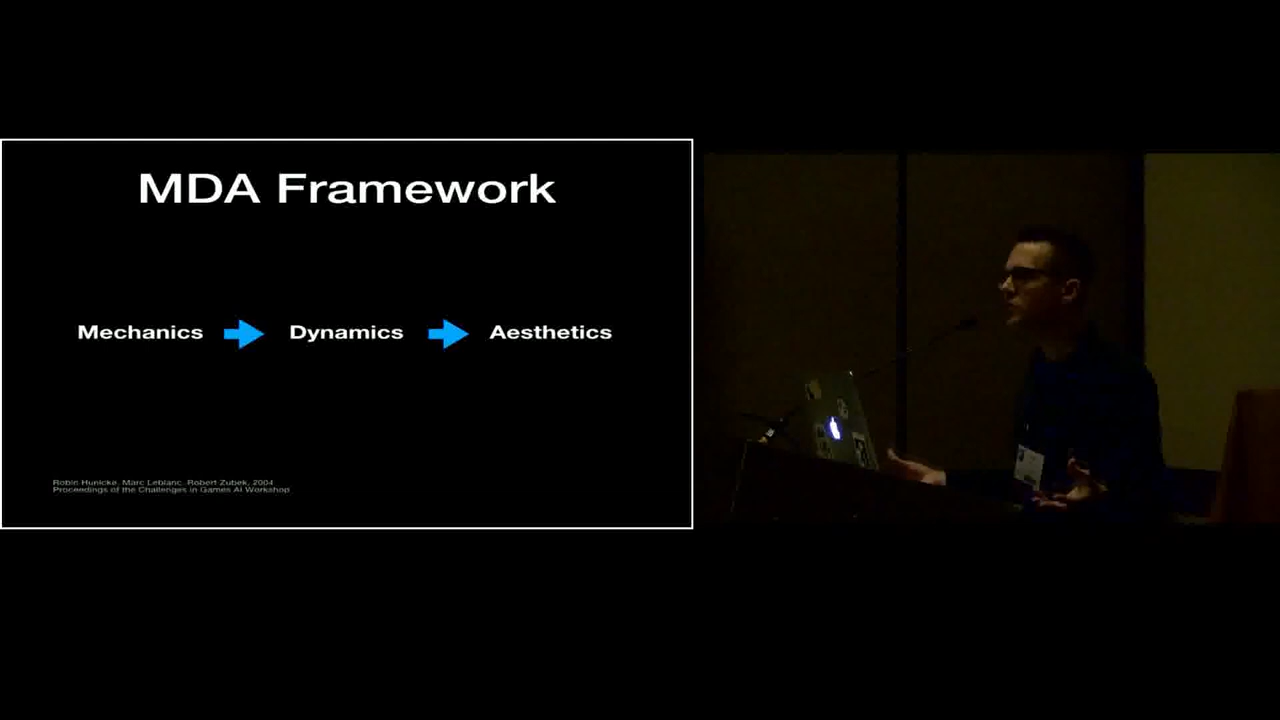 MDA Framework
Mechanics
Dynamics
Aesthetics
Robin Hunicke, Marc Leblanc, Robert Zubek, 2004
Proceedings of the Challenges in Games AI Workshop